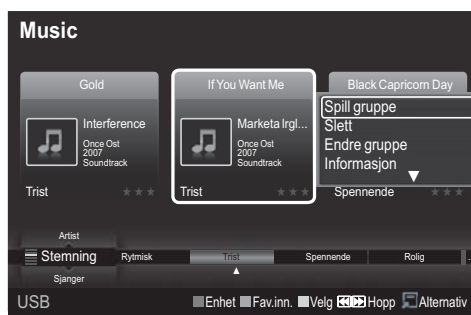 Music
Gold
If You Want Me
Black Capricorn Day
Interference
Once Ost
2007
Soundtrack
Trist
Marketa Irgl...
Once Ost
2007
Soundtrack
Trist
Spill gruppe
Slett
Endre gruppe
Informasjon
Spennende
Artist
Stemning
Rytmisk
Trist
Spennende
Rolig
Sjanger
USB
Enhet
Fav.inn.
Velg
Hopp
Alternativ